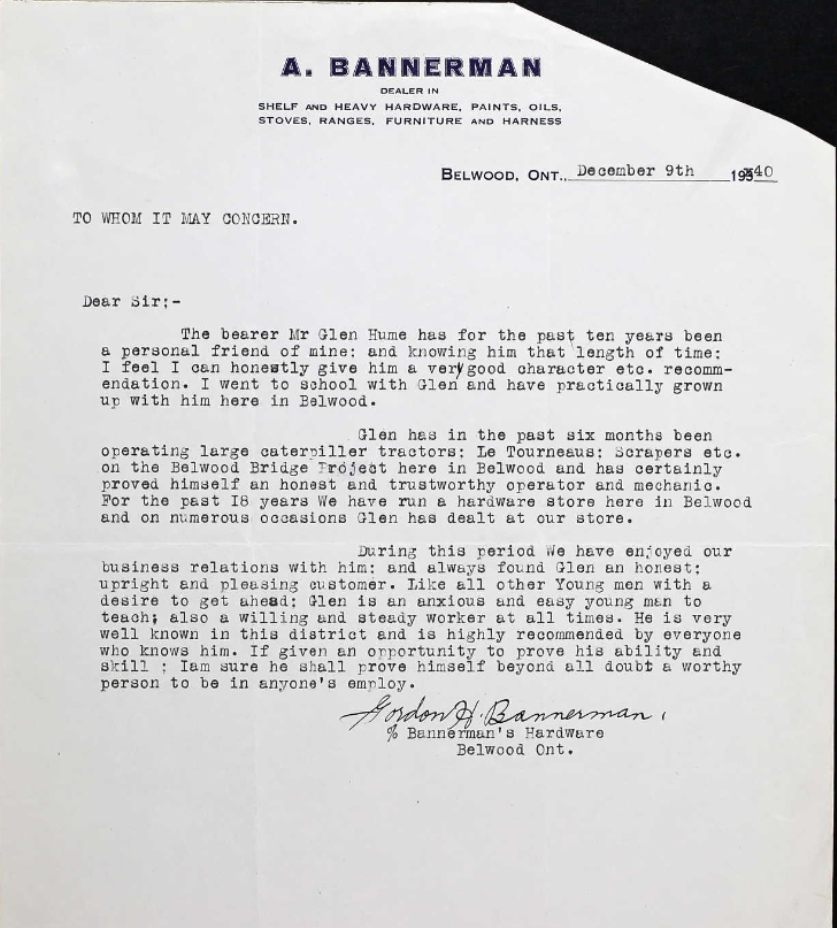 A. BANNERMAN
DEALER IN
SHELF AND HEAVY HARDWARE, PAINTS, OILS,
STOVES, RANGES, FURNITURE AND HARNESS
BELWOOD, ONT., December 9th 19340
TO WHOM IT MAY CONCERN.
Dear Sir;-
The bearer Mr Glen Hume has for the past ten years been
a personal friend of mine; and knowing him that length of time;
I feel I can honestly give him a very good character etc. recomm-
endation. I went to school with Glen and have practically grown
up with him here in Belwood.
Glen has in the past six months been
operating large caterpiller tractors; Le Tourneaus; Scrapers etc.
on the Belwood Bridge Project here in Belwood and has certainly
proved himself an honest and trustworthy operator and mechanic.
For the past I8 years We have run a hardware store here in Belwood
and on numerous occasions Glen has dealt at our store.
During this period We have enjoyed our
business relations with him; and always found Glen an honest;
upright and pleasing customer. Like all other Young men with a
desire to get ahead; Glen is an anxious and easy young man to
teach; also a willing and steady worker at all times. He is very
well known in this district and is highly recommended by everyone
who knows him. If given an opportunity to prove his ability and
skill ; Iam sure he shall prove himself beyond all doubt a worthy
person to be in anyone's employ.
Gordon H. Bannerman.
% Bannerman's Hardware
Belwood Ont.